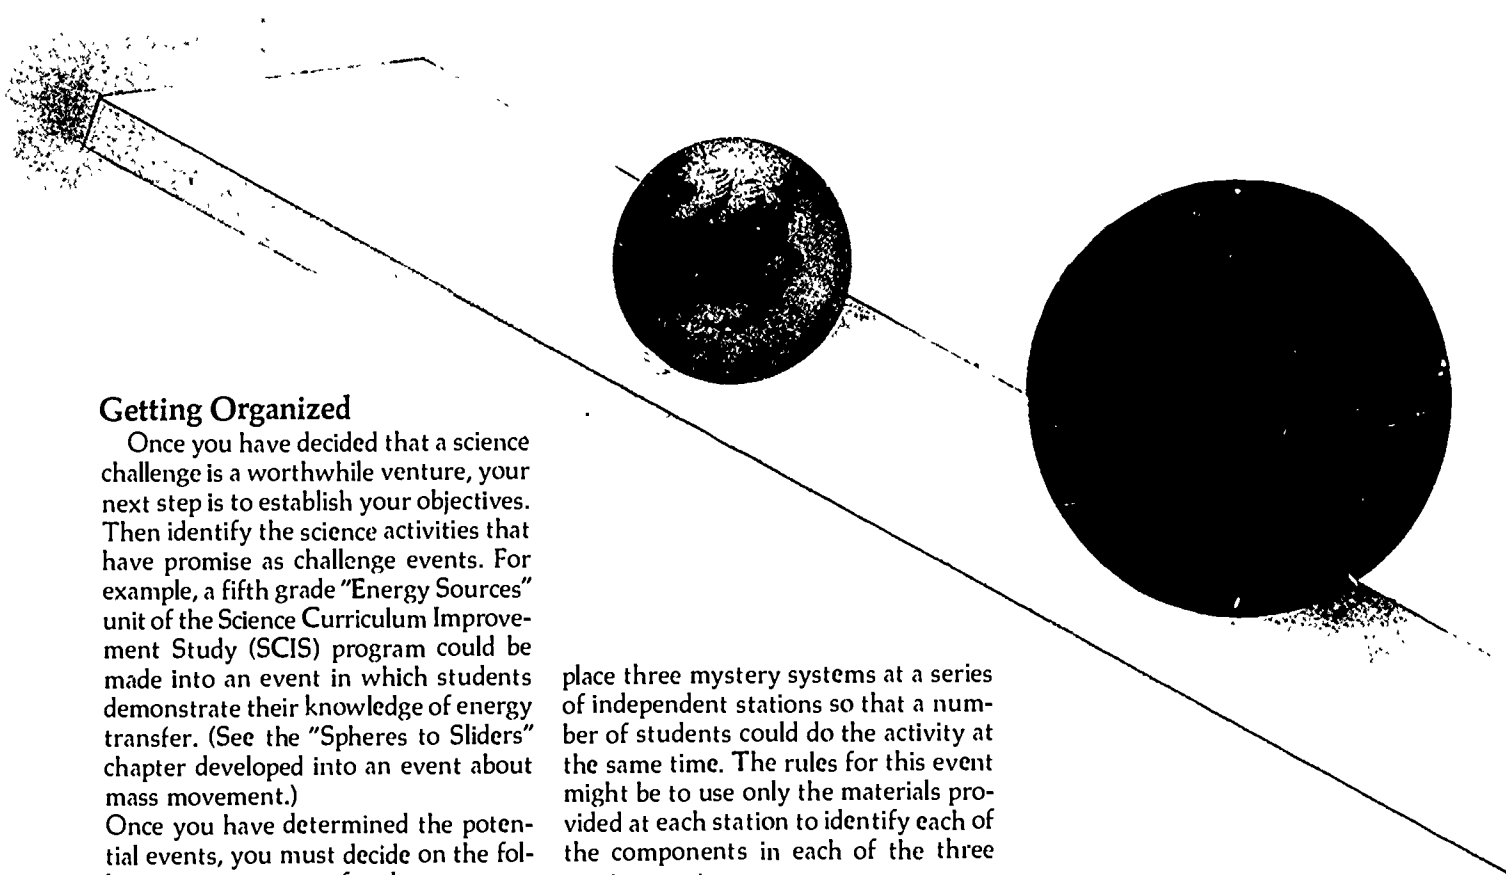 Getting Organized
Once you have decided that a science
challenge is a worthwhile venture, your
next step is to establish your objectives.
Then identify the science activities that
have promise as challenge events. For
example, a fifth grade "Energy Sources"
unit of the Science Curriculum Improve-
ment Study (SCIS) program could be
made into an event in which students
demonstrate their knowledge of energy
transfer. (See the "Spheres to Sliders"
chapter developed into an event about
mass movement.)
Once you have determined the poten-
tial events, you must decide on the fol-
place three mystery systems at a series
of independent stations so that a num-
ber of students could do the activity at
the same time. The rules for this event
might be to use only the materials pro-
vided at each station to identify each of
the components in each of the three